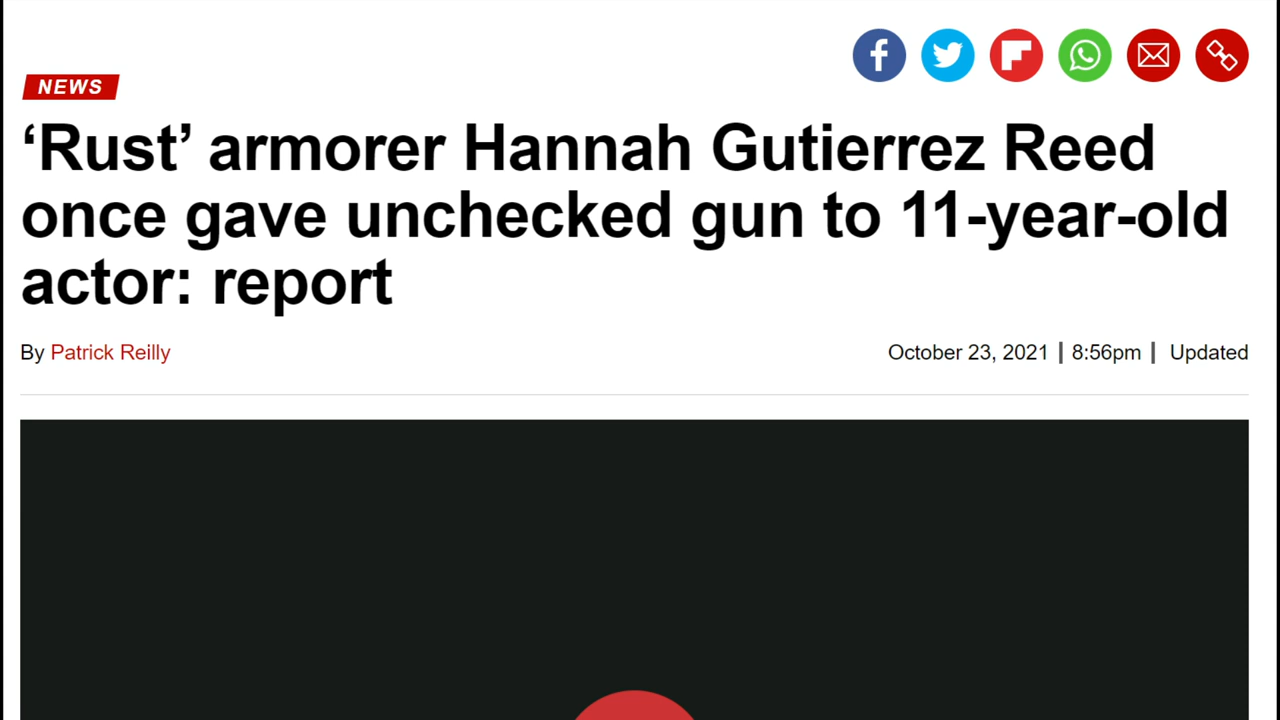 NEWS
‘Rust’ armorer Hannah Gutierrez Reed
once gave unchecked gun to 11-year-old
actor: report
By Patrick Reilly
October 23, 2021 | 8:56pm | Updated